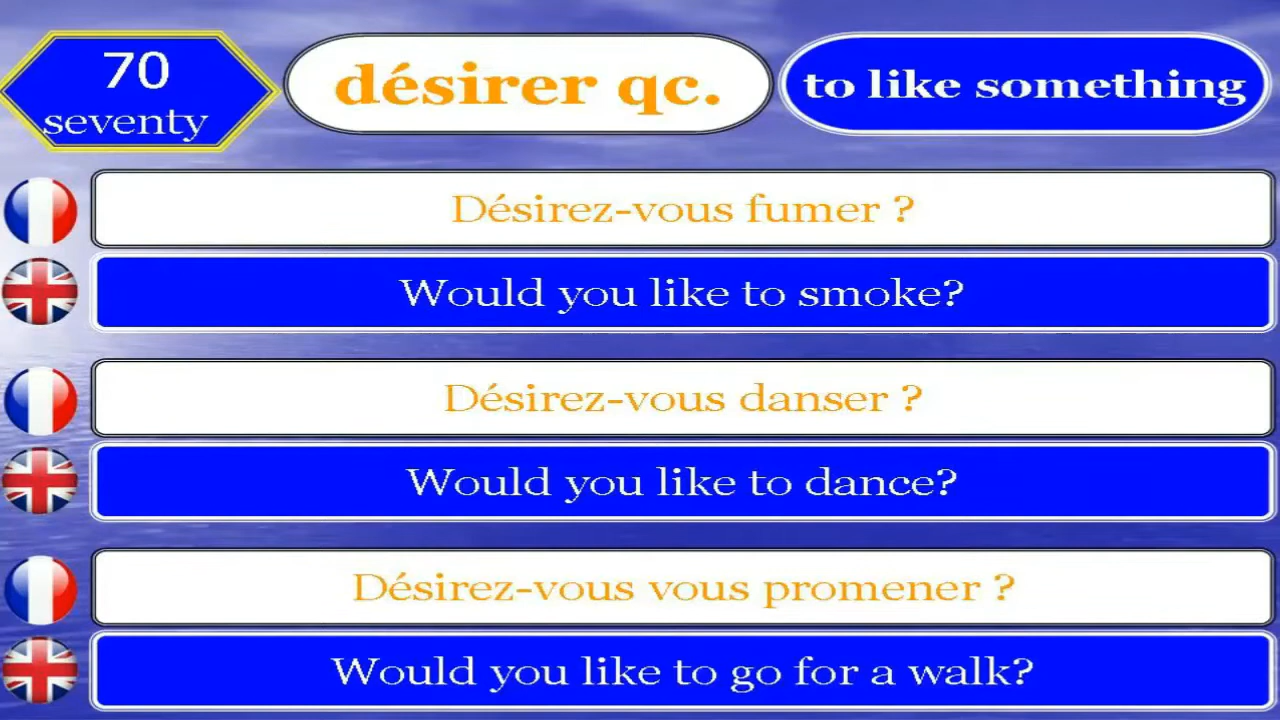 70
seventy
désirer qc.
to like something
Désirez-vous fumer ?
Would you like to smoke?
Désirez-vous danser ?
Would you like to dance?
Désirez-vous vous promener ?
Would you like to go for a walk?